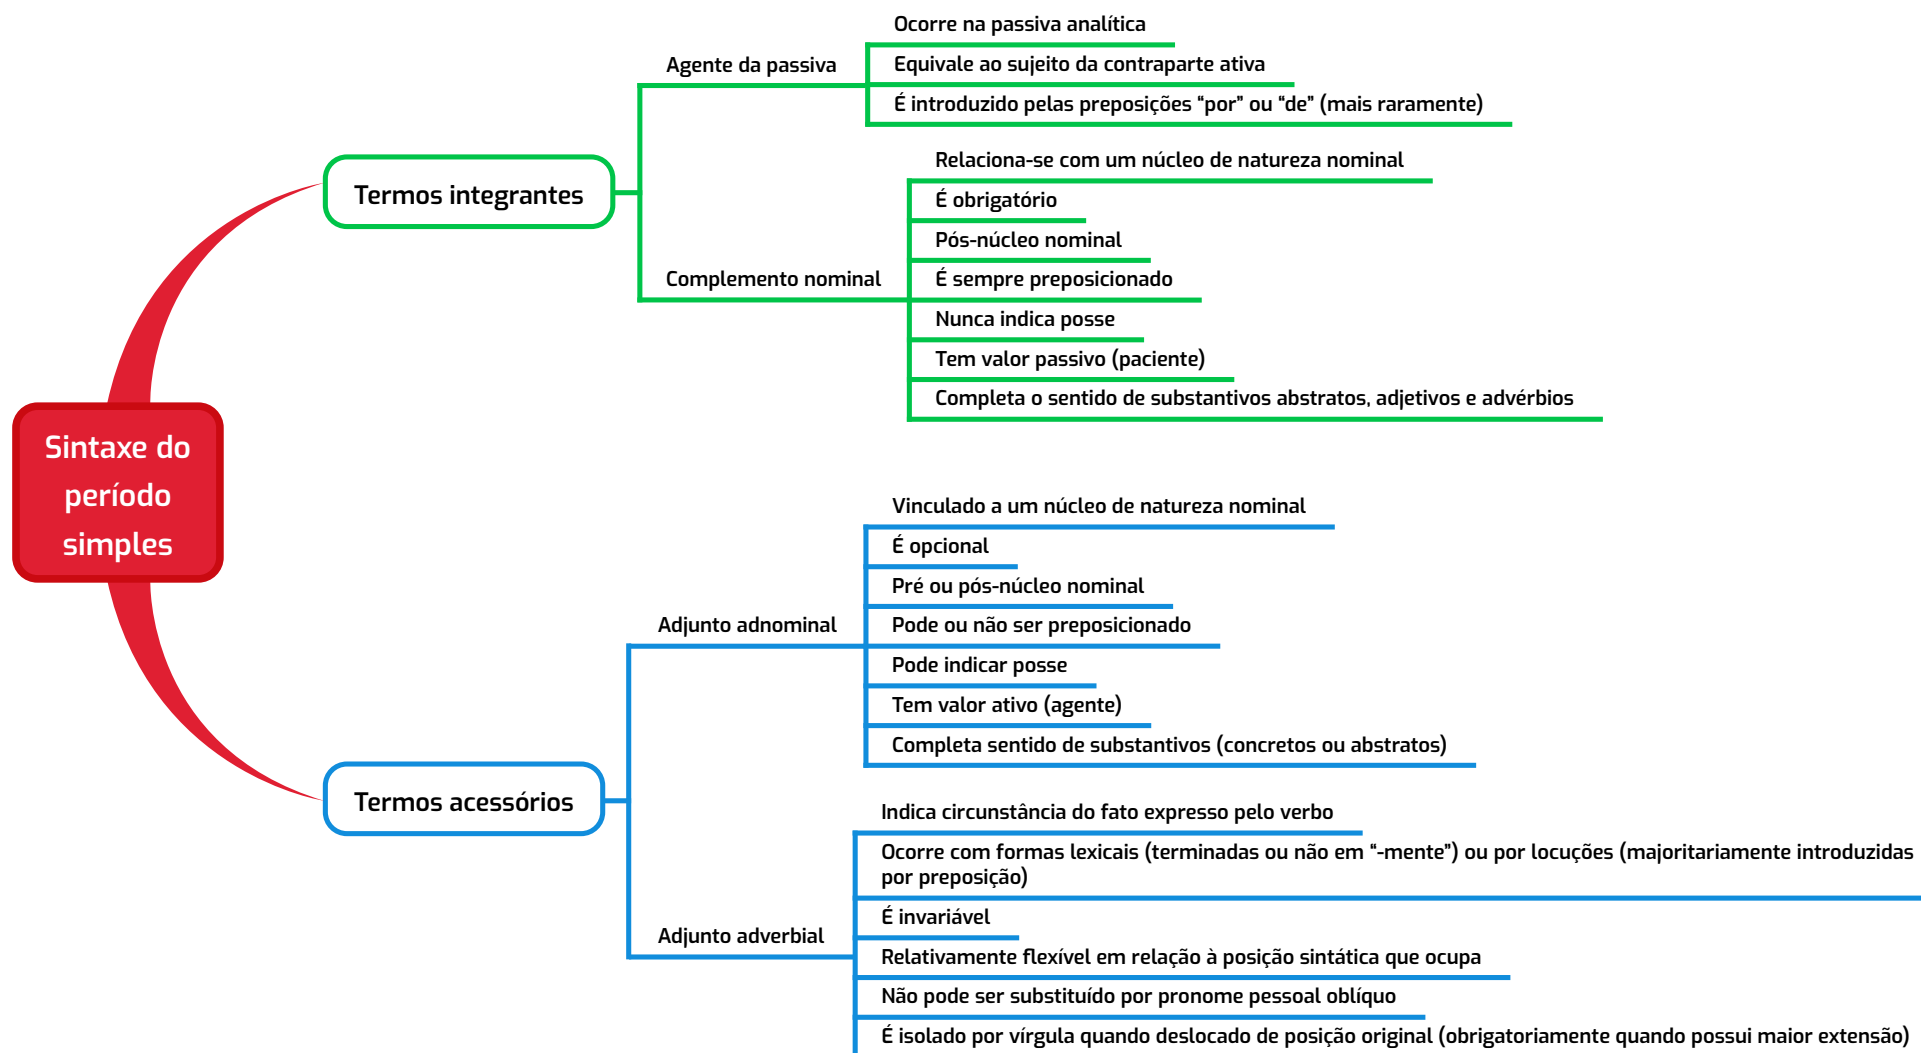 Sintaxe do
período
simples
Termos integrantes
Agente da passiva
Ocorre na passiva analítica
Equivale ao sujeito da contraparte ativa
É introduzido pelas preposições “por” ou “de” (mais raramente)
Complemento nominal
Relaciona-se com um núcleo de natureza nominal
É obrigatório
Pós-núcleo nominal
É sempre preposicionado
Nunca indica posse
Tem valor passivo (paciente)
Completa o sentido de substantivos abstratos, adjetivos e advérbios
Termos acessórios
Adjunto adnominal
Vinculado a um núcleo de natureza nominal
É opcional
Pré ou pós-núcleo nominal
Pode ou não ser preposicionado
Pode indicar posse
Tem valor ativo (agente)
Completa sentido de substantivos (concretos ou abstratos)
Adjunto adverbial
Indica circunstância do fato expresso pelo verbo
Ocorre com formas lexicais (terminadas ou não em “-mente”) ou por locuções (majoritariamente introduzidas
por preposição)
É invariável
Relativamente flexível em relação à posição sintática que ocupa
Não pode ser substituído por pronome pessoal oblíquo
É isolado por vírgula quando deslocado de posição original (obrigatoriamente quando possui maior extensão)